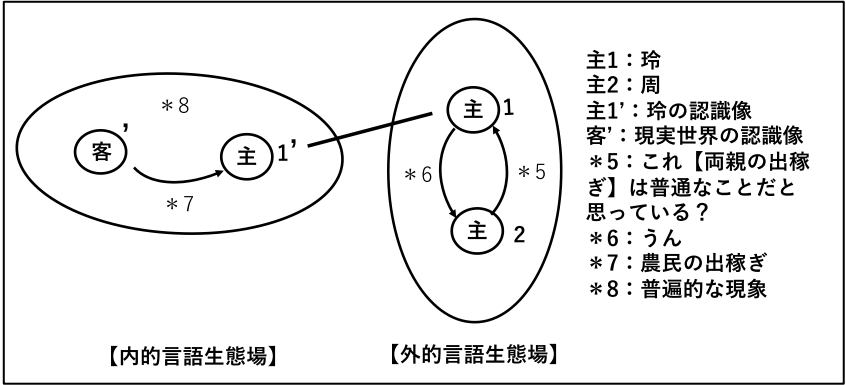 ＊8
客’
主1’
＊7
主1
＊6
＊5
主2
【内的言語生態場】
【外的言語生態場】
主1：玲
主2：周
主1’：玲の認識像
客’：現実世界の認識像
＊5：これ【両親の出稼
ぎ】は普通なことだと
思っている？
＊6：うん
＊7：農民の出稼ぎ
＊8：普遍的な現象